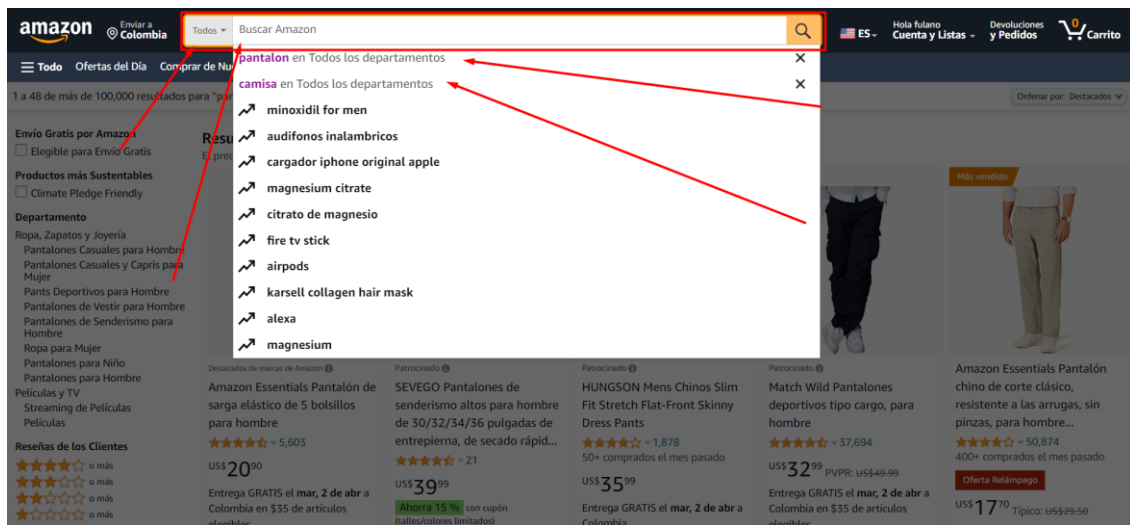 amazon
Enviar a
Colombia
Todos
Buscar Amazon
ES
Hola fulano
Cuenta y Listas
Devoluciones
y Pedidos
0
Carrito
Todo
Ofertas del Día
Comprar de Nu
pantalon en Todos los departamentos
camisa en Todos los departamentos
minoxidil for men
audifonos inalambricos
cargador iphone original apple
magnesium citrate
citrato de magnesio
fire tv stick
airpods
karsell collagen hair mask
alexa
magnesium
1 a 48 de más de 100,000 resultados para "par
Ordenar por: Destacados
Envío Gratis por Amazon
Elegible para Envío Gratis
Productos más Sustentables
Climate Pledge Friendly
Departamento
Ropa, Zapatos y Joyería
Pantalones Casuales para Hombre
Pantalones Casuales y Capris para
Mujer
Pants Deportivos para Hombre
Pantalones de Vestir para Hombre
Pantalones de Senderismo para
Hombre
Ropa para Mujer
Pantalones para Niño
Pantalones para Hombre
Películas y TV
Streaming de Películas
Películas
Reseñas de los Clientes
o más
o más
o más
o más
Resu
El prec
Destacados de marcas de Amazon
Amazon Essentials Pantalón de
sarga elástico de 5 bolsillos
para hombre
5,603
US$2090
Entrega GRATIS el mar, 2 de abr a
Colombia en $35 de artículos
elegibles
Patrocinado
SEVEGO Pantalones de
senderismo altos para hombre
de 30/32/34/36 pulgadas de
entrepierna, de secado rápid...
21
US$3999
Ahorra 15 % con cupón
(talles/colores limitados)
Patrocinado
HUNGSON Mens Chinos Slim
Fit Stretch Flat-Front Skinny
Dress Pants
1,878
50+ comprados el mes pasado
US$3599
Entrega GRATIS el mar, 2 de abr a
Colombia
Patrocinado
Match Wild Pantalones
deportivos tipo cargo, para
hombre
37,694
US$3299 PVPR: US$49.99
Entrega GRATIS el mar, 2 de abr a
Colombia en $35 de artículos
elegibles
Más vendido
Amazon Essentials Pantalón
chino de corte clásico,
resistente a las arrugas, sin
pinzas, para hombre...
50,874
400+ comprados el mes pasado
Oferta Relámpago
US$1770 Típico: US$29.50